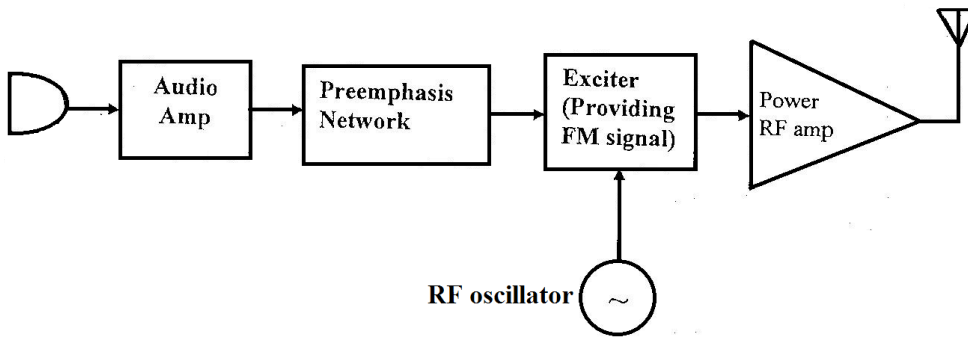 Audio
Amp
Preemphasis
Network
Exciter
(Providing
FM signal)
Power
RF amp
RF oscillator
~